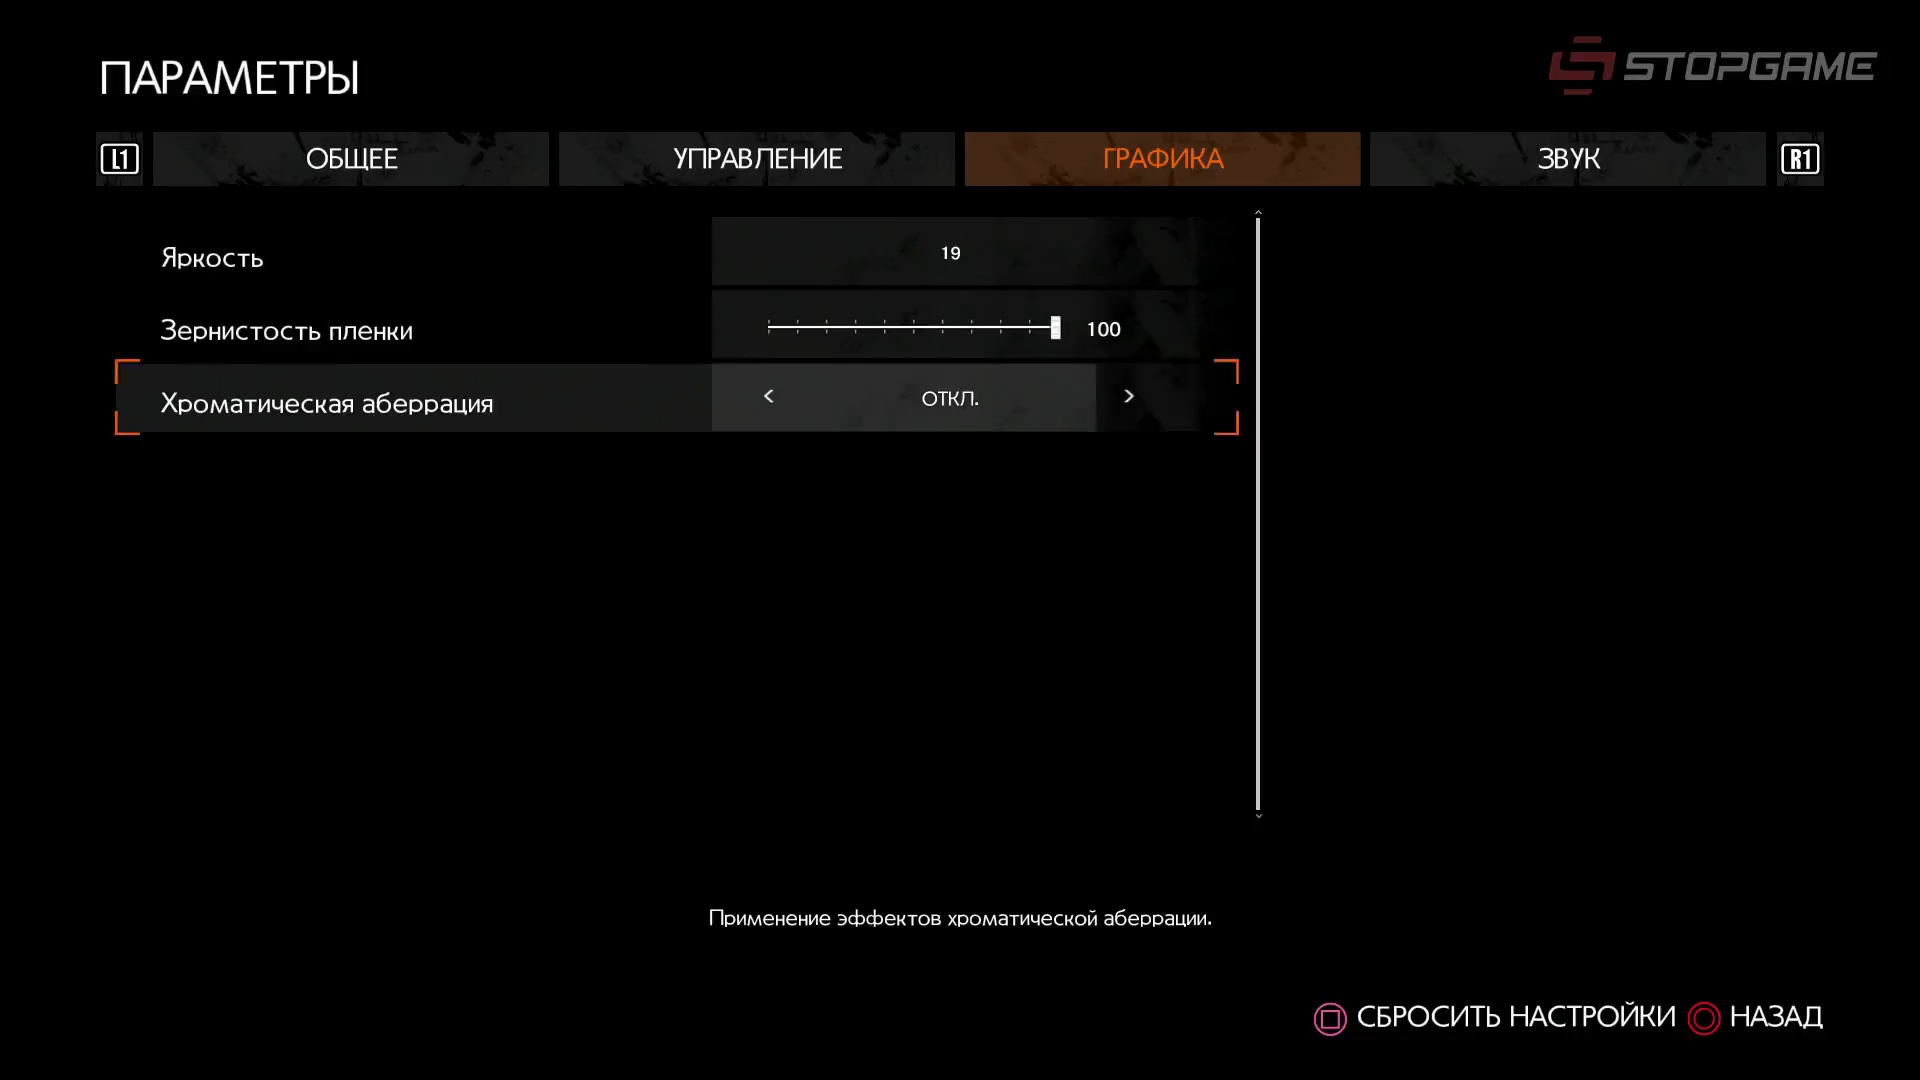 ПАРАМЕТРЫ
STOPGAME
L1 ОБЩЕЕ УПРАВЛЕНИЕ ГРАФИКА ЗВУК R1
Яркость 19
Зернистость пленки 100
Хроматическая аберрация < ОТКЛ. >
Применение эффектов хроматической аберрации.
СБРОСИТЬ НАСТРОЙКИ НАЗАД